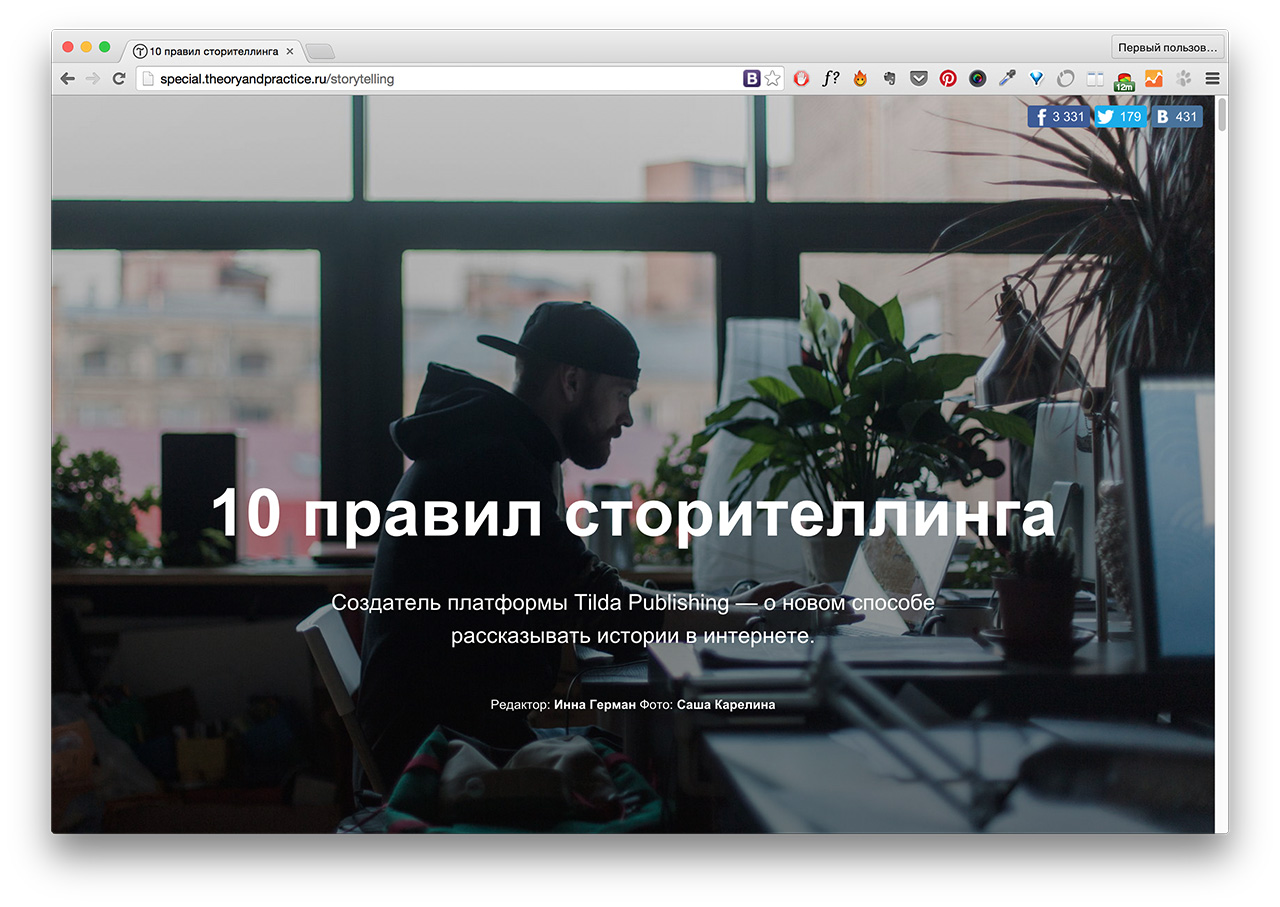 10 правил сторителлинга
Первый пользов...
special.theoryandpractice.ru/storytelling
B
f?
12m
3 331
179
B 431
10 правил сторителлинга
Создатель платформы Tilda Publishing — о новом способе
рассказывать истории в интернете.
Редактор: Инна Герман Фото: Саша Карелина